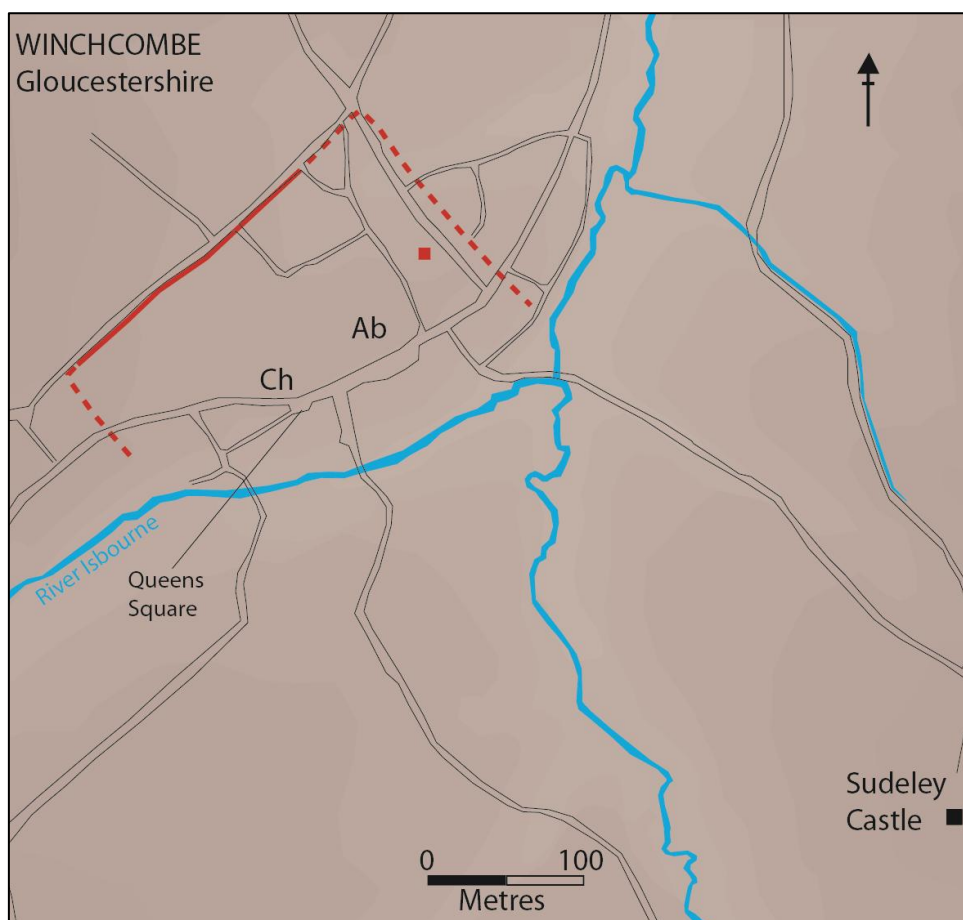 WINCHCOMBE
Gloucestershire
Ab
Ch
River Isbourne
Queens
Square
Sudeley
Castle
0 100
Metres